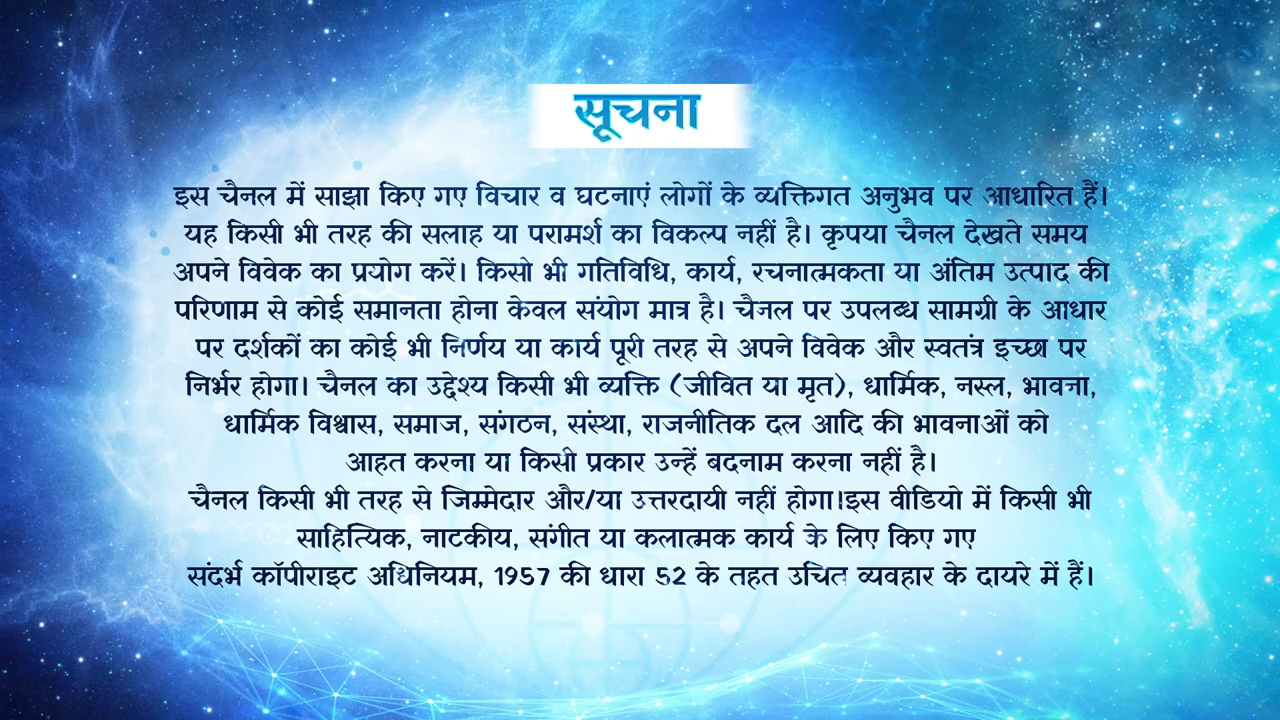 सूचना
इस चैनल में साझा किए गए विचार व घटनाएं लोगों के व्यक्तिगत अनुभव पर आधारित हैं।
यह किसी भी तरह की सलाह या परामर्श का विकल्प नहीं है। कृपया चैनल देखते समय
अपने विवेक का प्रयोग करें। किसी भी गतिविधि, कार्य, रचनात्मकता या अंतिम उत्पाद की
परिणाम से कोई समानता होना केवल संयोग मात्र है। चैनल पर उपलब्ध सामग्री के आधार
पर दर्शकों का कोई भी निर्णय या कार्य पूरी तरह से अपने विवेक और स्वतंत्र इच्छा पर
निर्भर होगा। चैनल का उद्देश्य किसी भी व्यक्ति (जीवित या मृत), धार्मिक, नस्ल, भावना,
धार्मिक विश्वास, समाज, संगठन, संस्था, राजनीतिक दल आदि की भावनाओं को
आहत करना या किसी प्रकार उन्हें बदनाम करना नहीं है।
चैनल किसी भी तरह से जिम्मेदार और/या उत्तरदायी नहीं होगा।इस वीडियो में किसी भी
साहित्यिक, नाटकीय, संगीत या कलात्मक कार्य के लिए किए गए
संदर्भ कॉपीराइट अधिनियम, 1957 की धारा 52 के तहत उचित व्यवहार के दायरे में हैं।